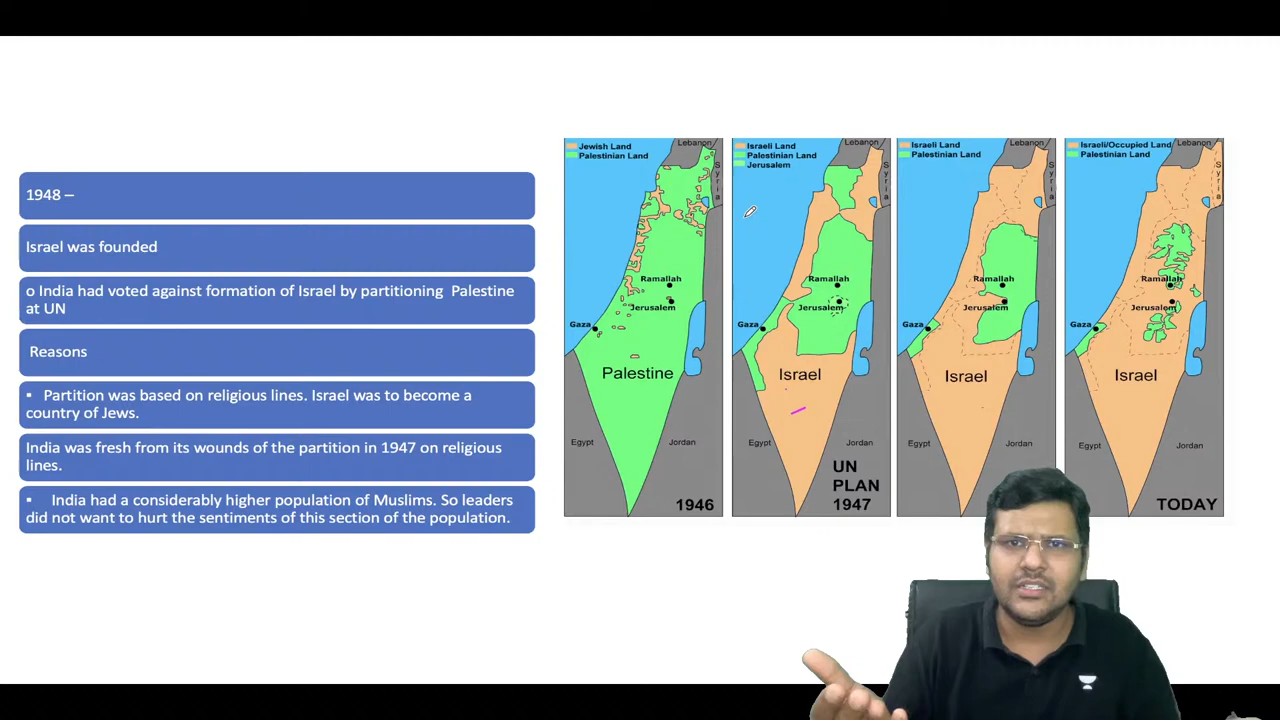 1948 –
Israel was founded
o India had voted against formation of Israel by partitioning Palestine
at UN
Reasons
▪ Partition was based on religious lines. Israel was to become a
country of Jews.
India was fresh from its wounds of the partition in 1947 on religious
lines.
▪ India had a considerably higher population of Muslims. So leaders
did not want to hurt the sentiments of this section of the population.
Jewish Land
Palestinian Land
Lebanon
Syria
Ramallah
Jerusalem
Gaza
Palestine
Egypt
Jordan
1946
Israeli Land
Palestinian Land
Jerusalem
Lebanon
Syria
Ramallah
Jerusalem
Gaza
Israel
Egypt
Jordan
UN
PLAN
1947
Israeli Land
Palestinian Land
Lebanon
Syria
Ramallah
Jerusalem
Gaza
Israel
Egypt
Jordan
Israeli/Occupied Land
Palestinian Land
Lebanon
Syria
Ramallah
Jerusalem
Gaza
Israel
Egypt
Jordan
TODAY